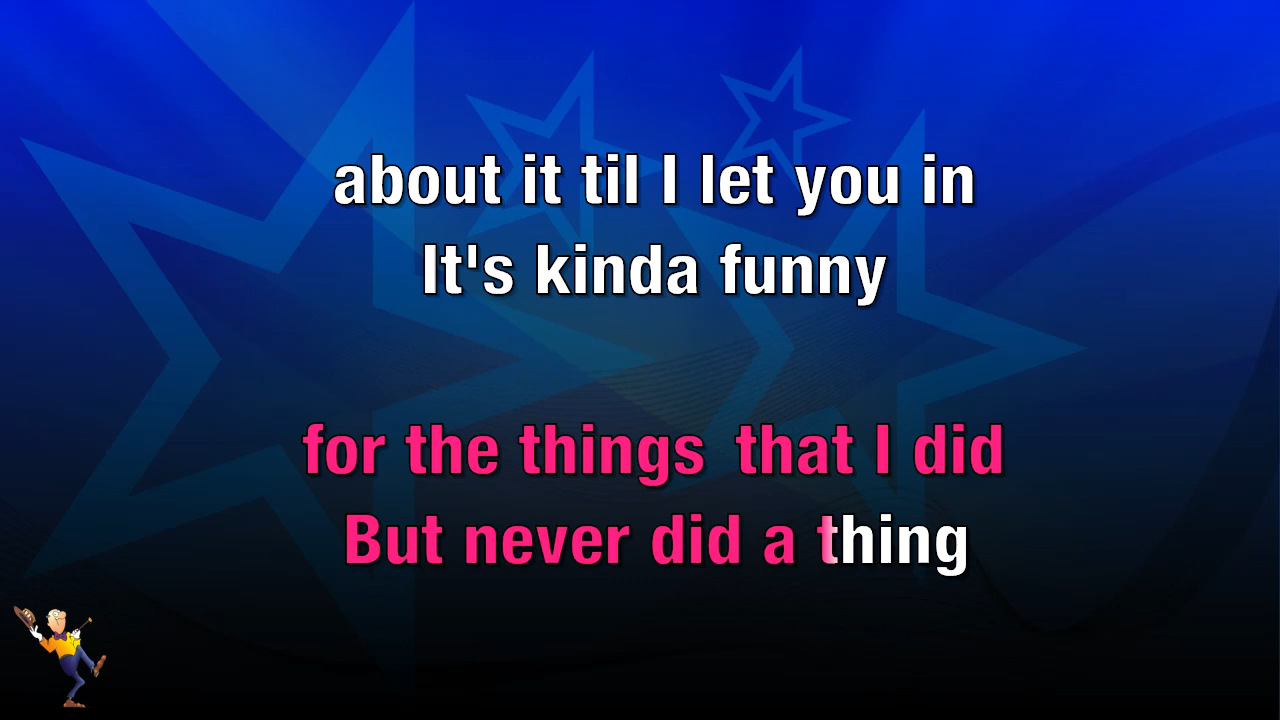 about it til I let you in
It's kinda funny
for the things that I did
But never did a thing